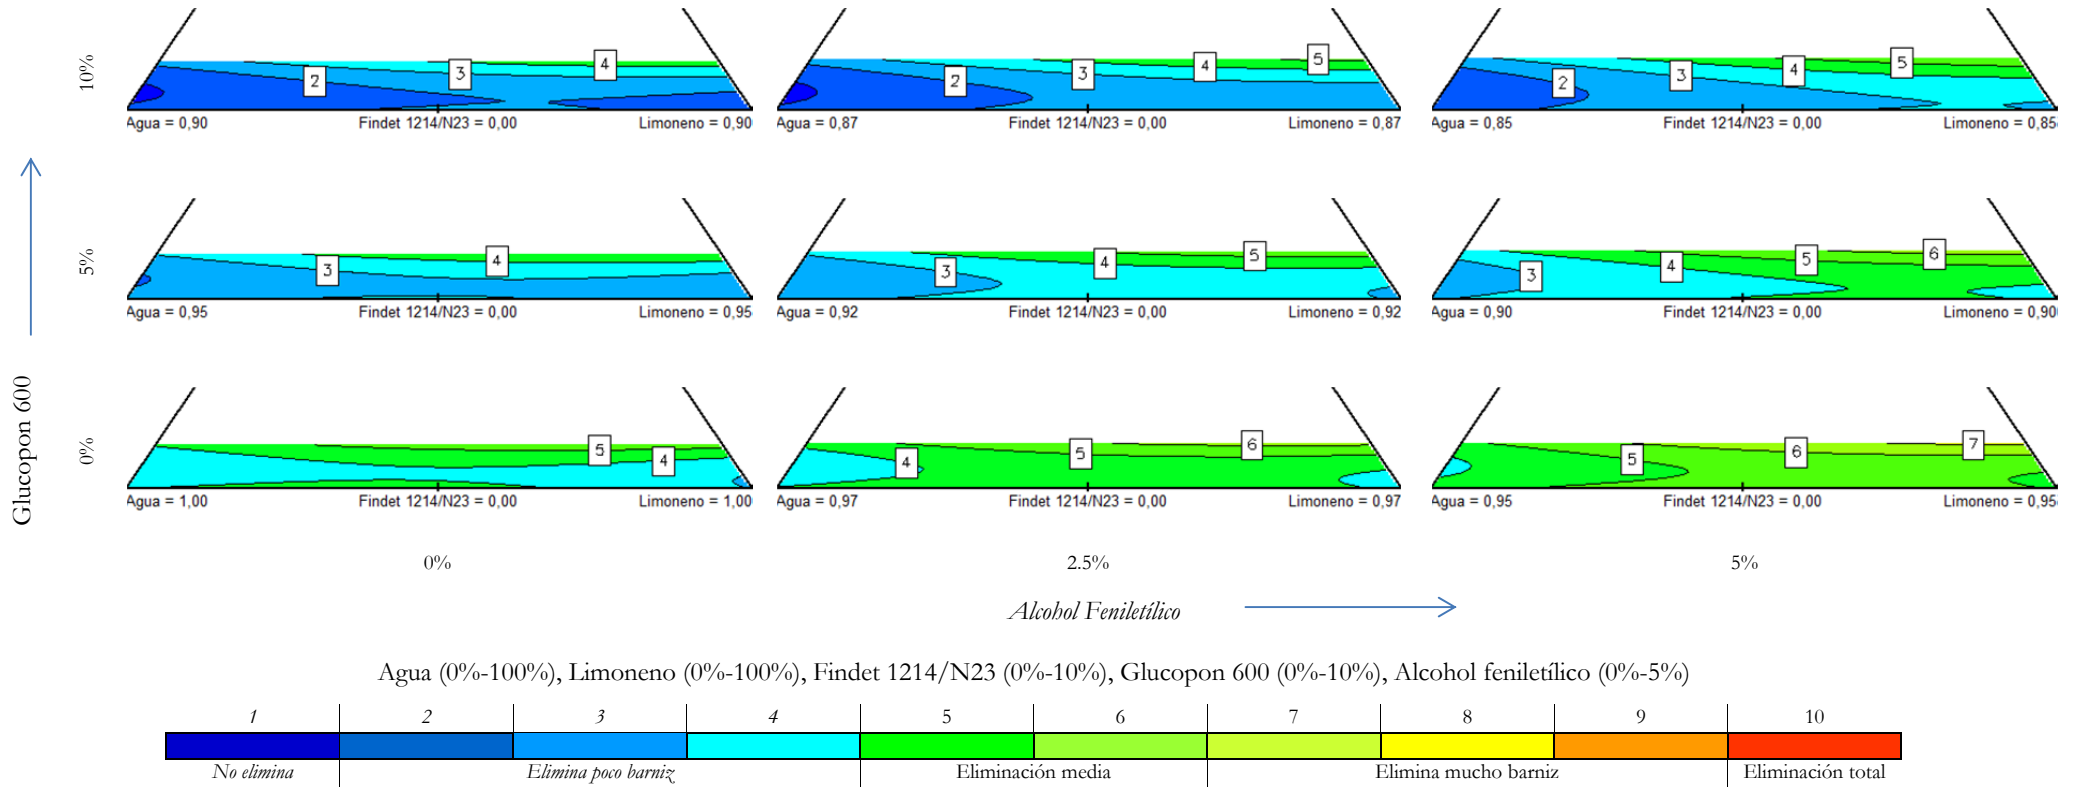 10%
2 3 4
2 3 4 5
2 3 4 5
Agua = 0,90 Findet 1214/N23 = 0,00 Limoneno = 0,90
Agua = 0,87 Findet 1214/N23 = 0,00 Limoneno = 0,87
Agua = 0,85 Findet 1214/N23 = 0,00 Limoneno = 0,85
5%
3 4
3 4 5
3 4 5 6
Agua = 0,95 Findet 1214/N23 = 0,00 Limoneno = 0,95
Agua = 0,92 Findet 1214/N23 = 0,00 Limoneno = 0,92
Agua = 0,90 Findet 1214/N23 = 0,00 Limoneno = 0,90
Glucopon 600
0%
5 4
4 5 6
5 6 7
Agua = 1,00 Findet 1214/N23 = 0,00 Limoneno = 1,00
Agua = 0,97 Findet 1214/N23 = 0,00 Limoneno = 0,97
Agua = 0,95 Findet 1214/N23 = 0,00 Limoneno = 0,95
0% 2.5% 5%
Alcohol Feniletílico
Agua (0%-100%), Limoneno (0%-100%), Findet 1214/N23 (0%-10%), Glucopon 600 (0%-10%), Alcohol feniletílico (0%-5%)
1 2 3 4 5 6 7 8 9 10
No elimina Elimina poco barniz Eliminación media Elimina mucho barniz Eliminación total